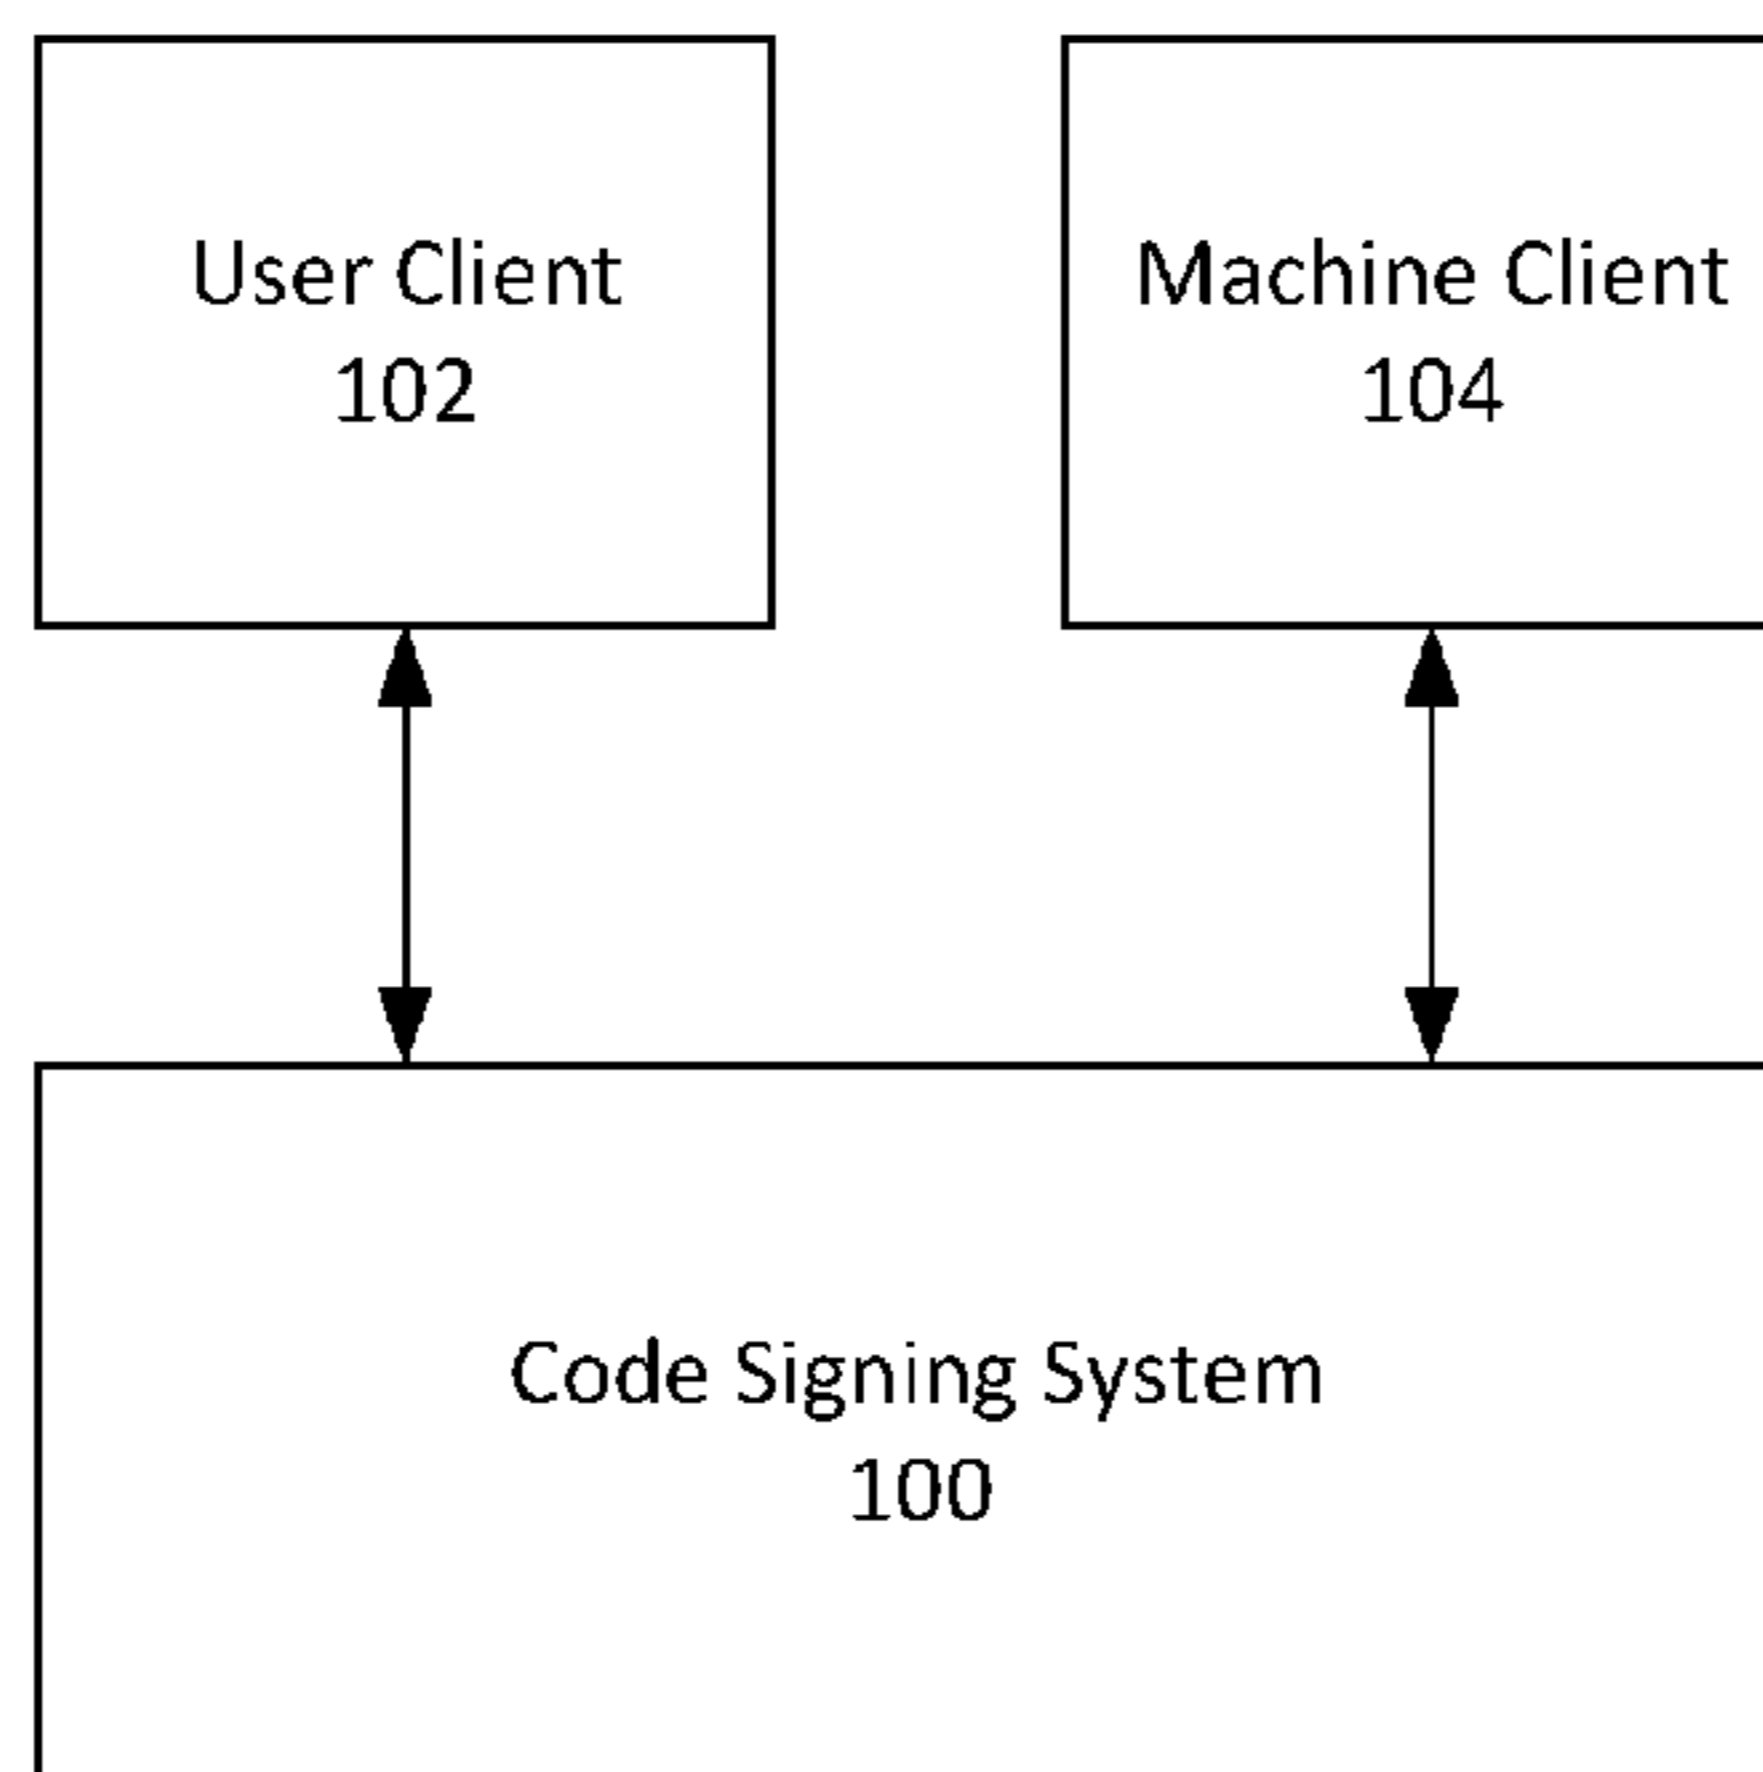 User Client
102
Machine Client
104
Code Signing System
100